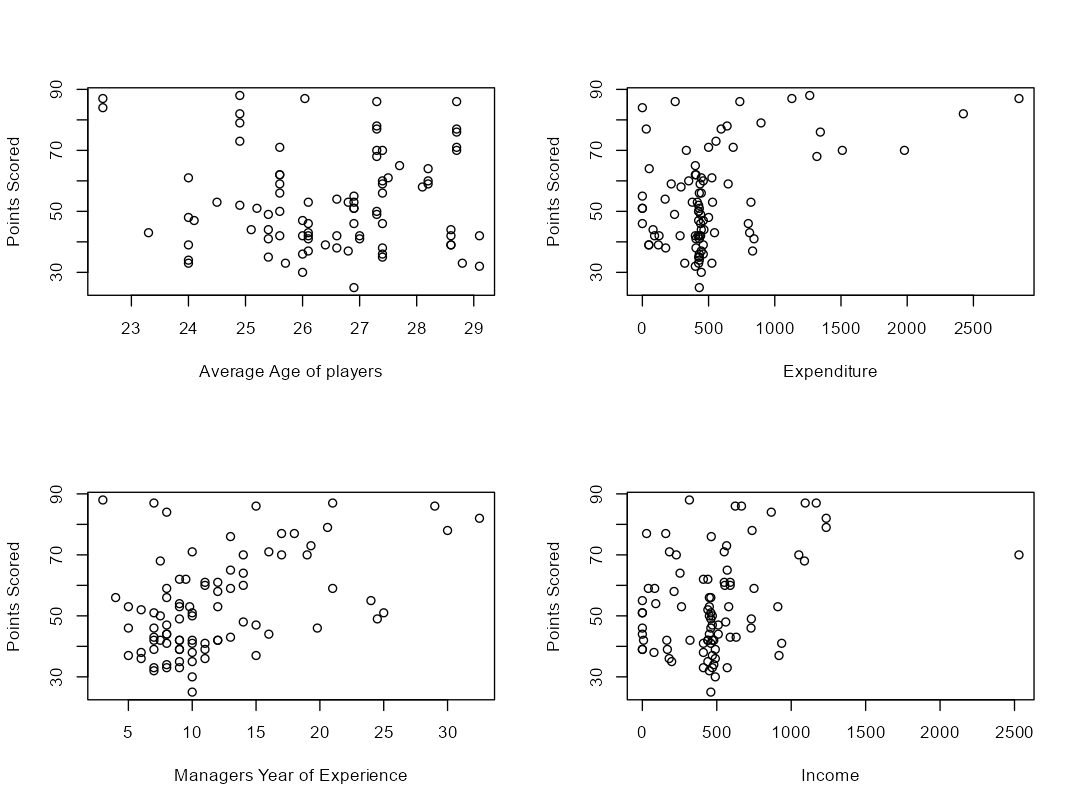 Points Scored
90
70
50
30
23 24 25 26 27 28 29
Average Age of players
Points Scored
90
70
50
30
0 500 1000 1500 2000 2500
Expenditure
Points Scored
90
70
50
30
5 10 15 20 25 30
Managers Year of Experience
Points Scored
90
70
50
30
0 500 1000 1500 2000 2500
Income